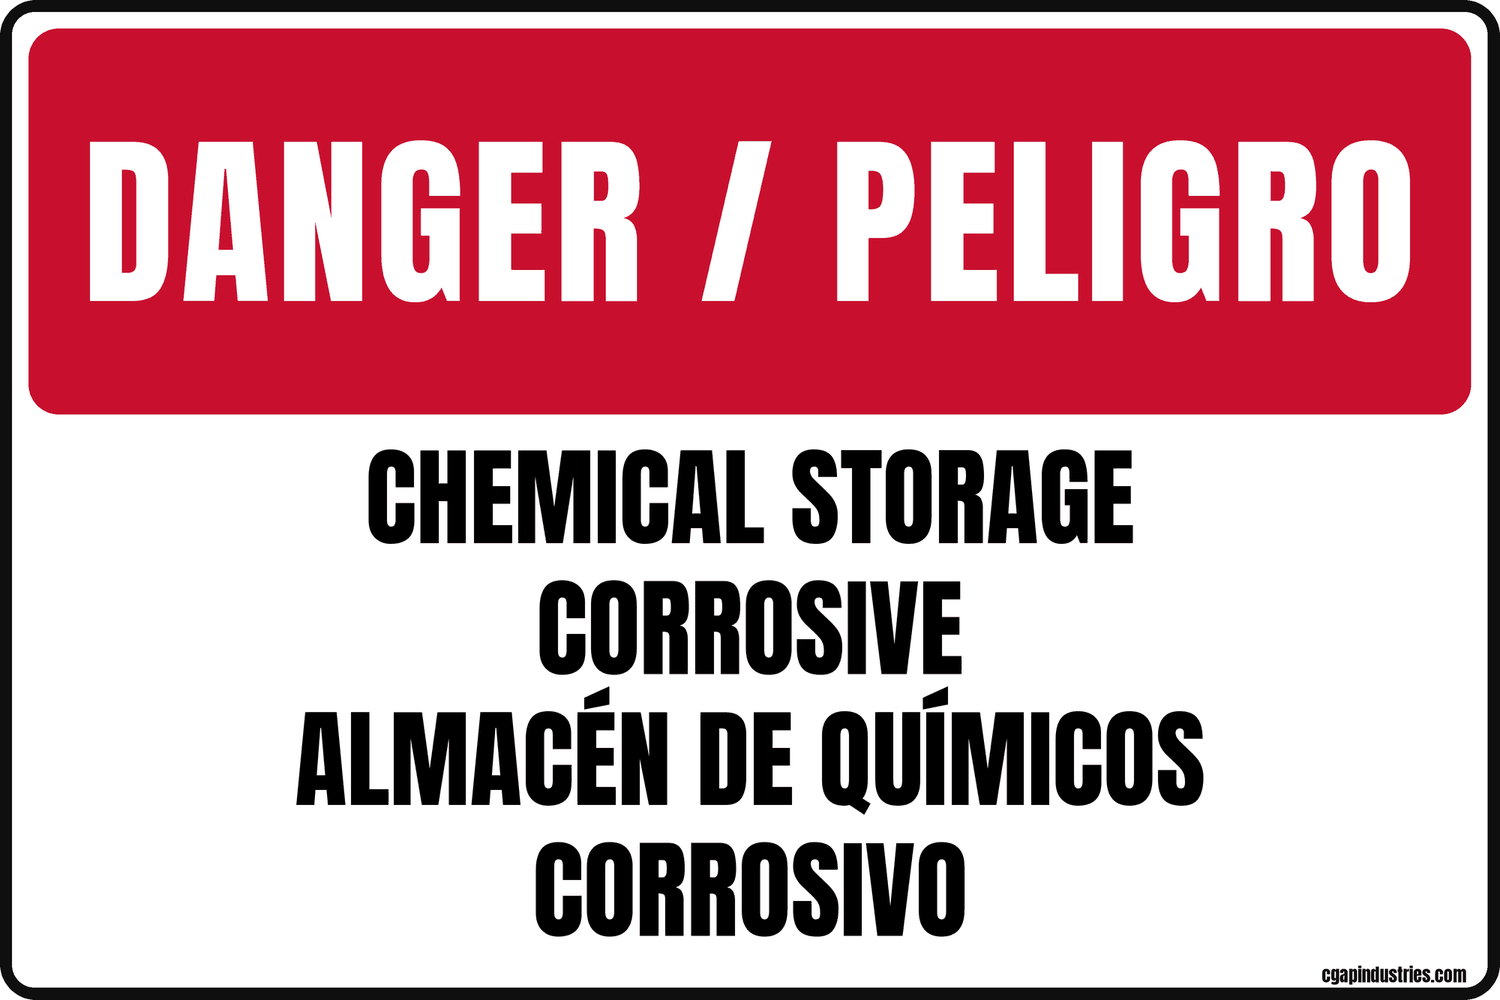 DANGER / PELIGRO
CHEMICAL STORAGE
CORROSIVE
ALMACÉN DE QUÍMICOS
CORROSIVO
cgapindustries.com